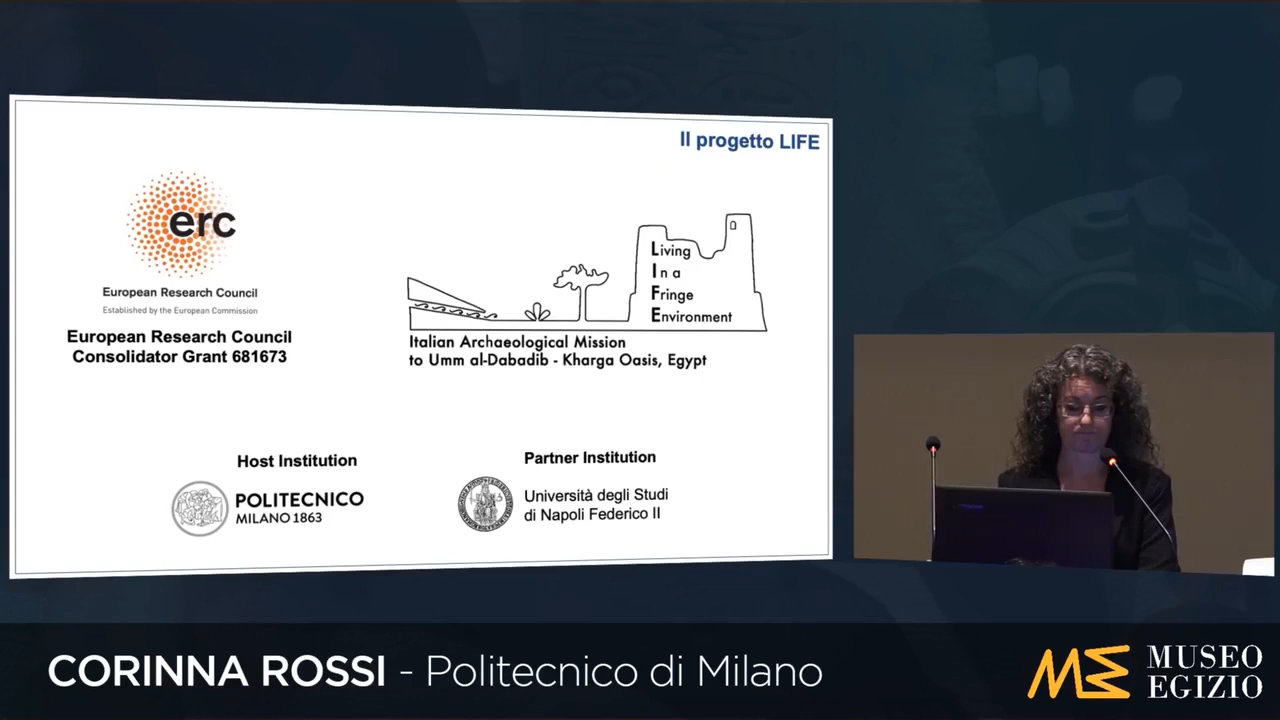 Il progetto LIFE
erc
European Research Council
Established by the European Commission
European Research Council
Consolidator Grant 681673
Living
In a
Fringe
Environment
Italian Archaeological Mission
to Umm al-Dabadib - Kharga Oasis, Egypt
Host Institution
POLITECNICO
MILANO 1863
Partner Institution
Università degli Studi
di Napoli Federico II
CORINNA ROSSI - Politecnico di Milano
ME MUSEO
EGIZIO